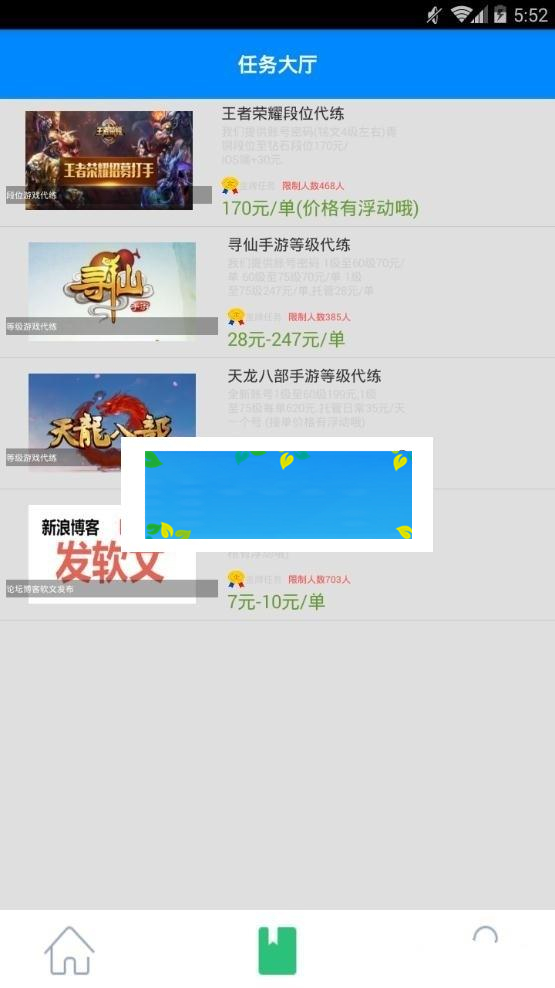 5:52
任务大厅
王者荣耀
王者荣耀招募打手
段位游戏代练
王者荣耀段位代练
我们提供账号密码(铭文4级左右)青
铜段位至钻石段位170元/
iOS端+30元.
金牌任务 限制人数468人
170元/单(价格有浮动哦)
寻仙
手游
等级游戏代练
寻仙手游等级代练
我们提供账号密码 1级至60级70元/
单 60级至75级70元/单 1级
至75级247元/单,托管28元/单
金牌任务 限制人数385人
28元-247元/单
天龍八部
等级游戏代练
天龙八部手游等级代练
全新账号1级至60级199元,1级
至75级每单620元.托管日常35元/天
一个号 (接单价格有浮动哦)
新浪博客
发软文
论坛博客软文发布
格有浮动哦)
金牌任务 限制人数703人
7元-10元/单